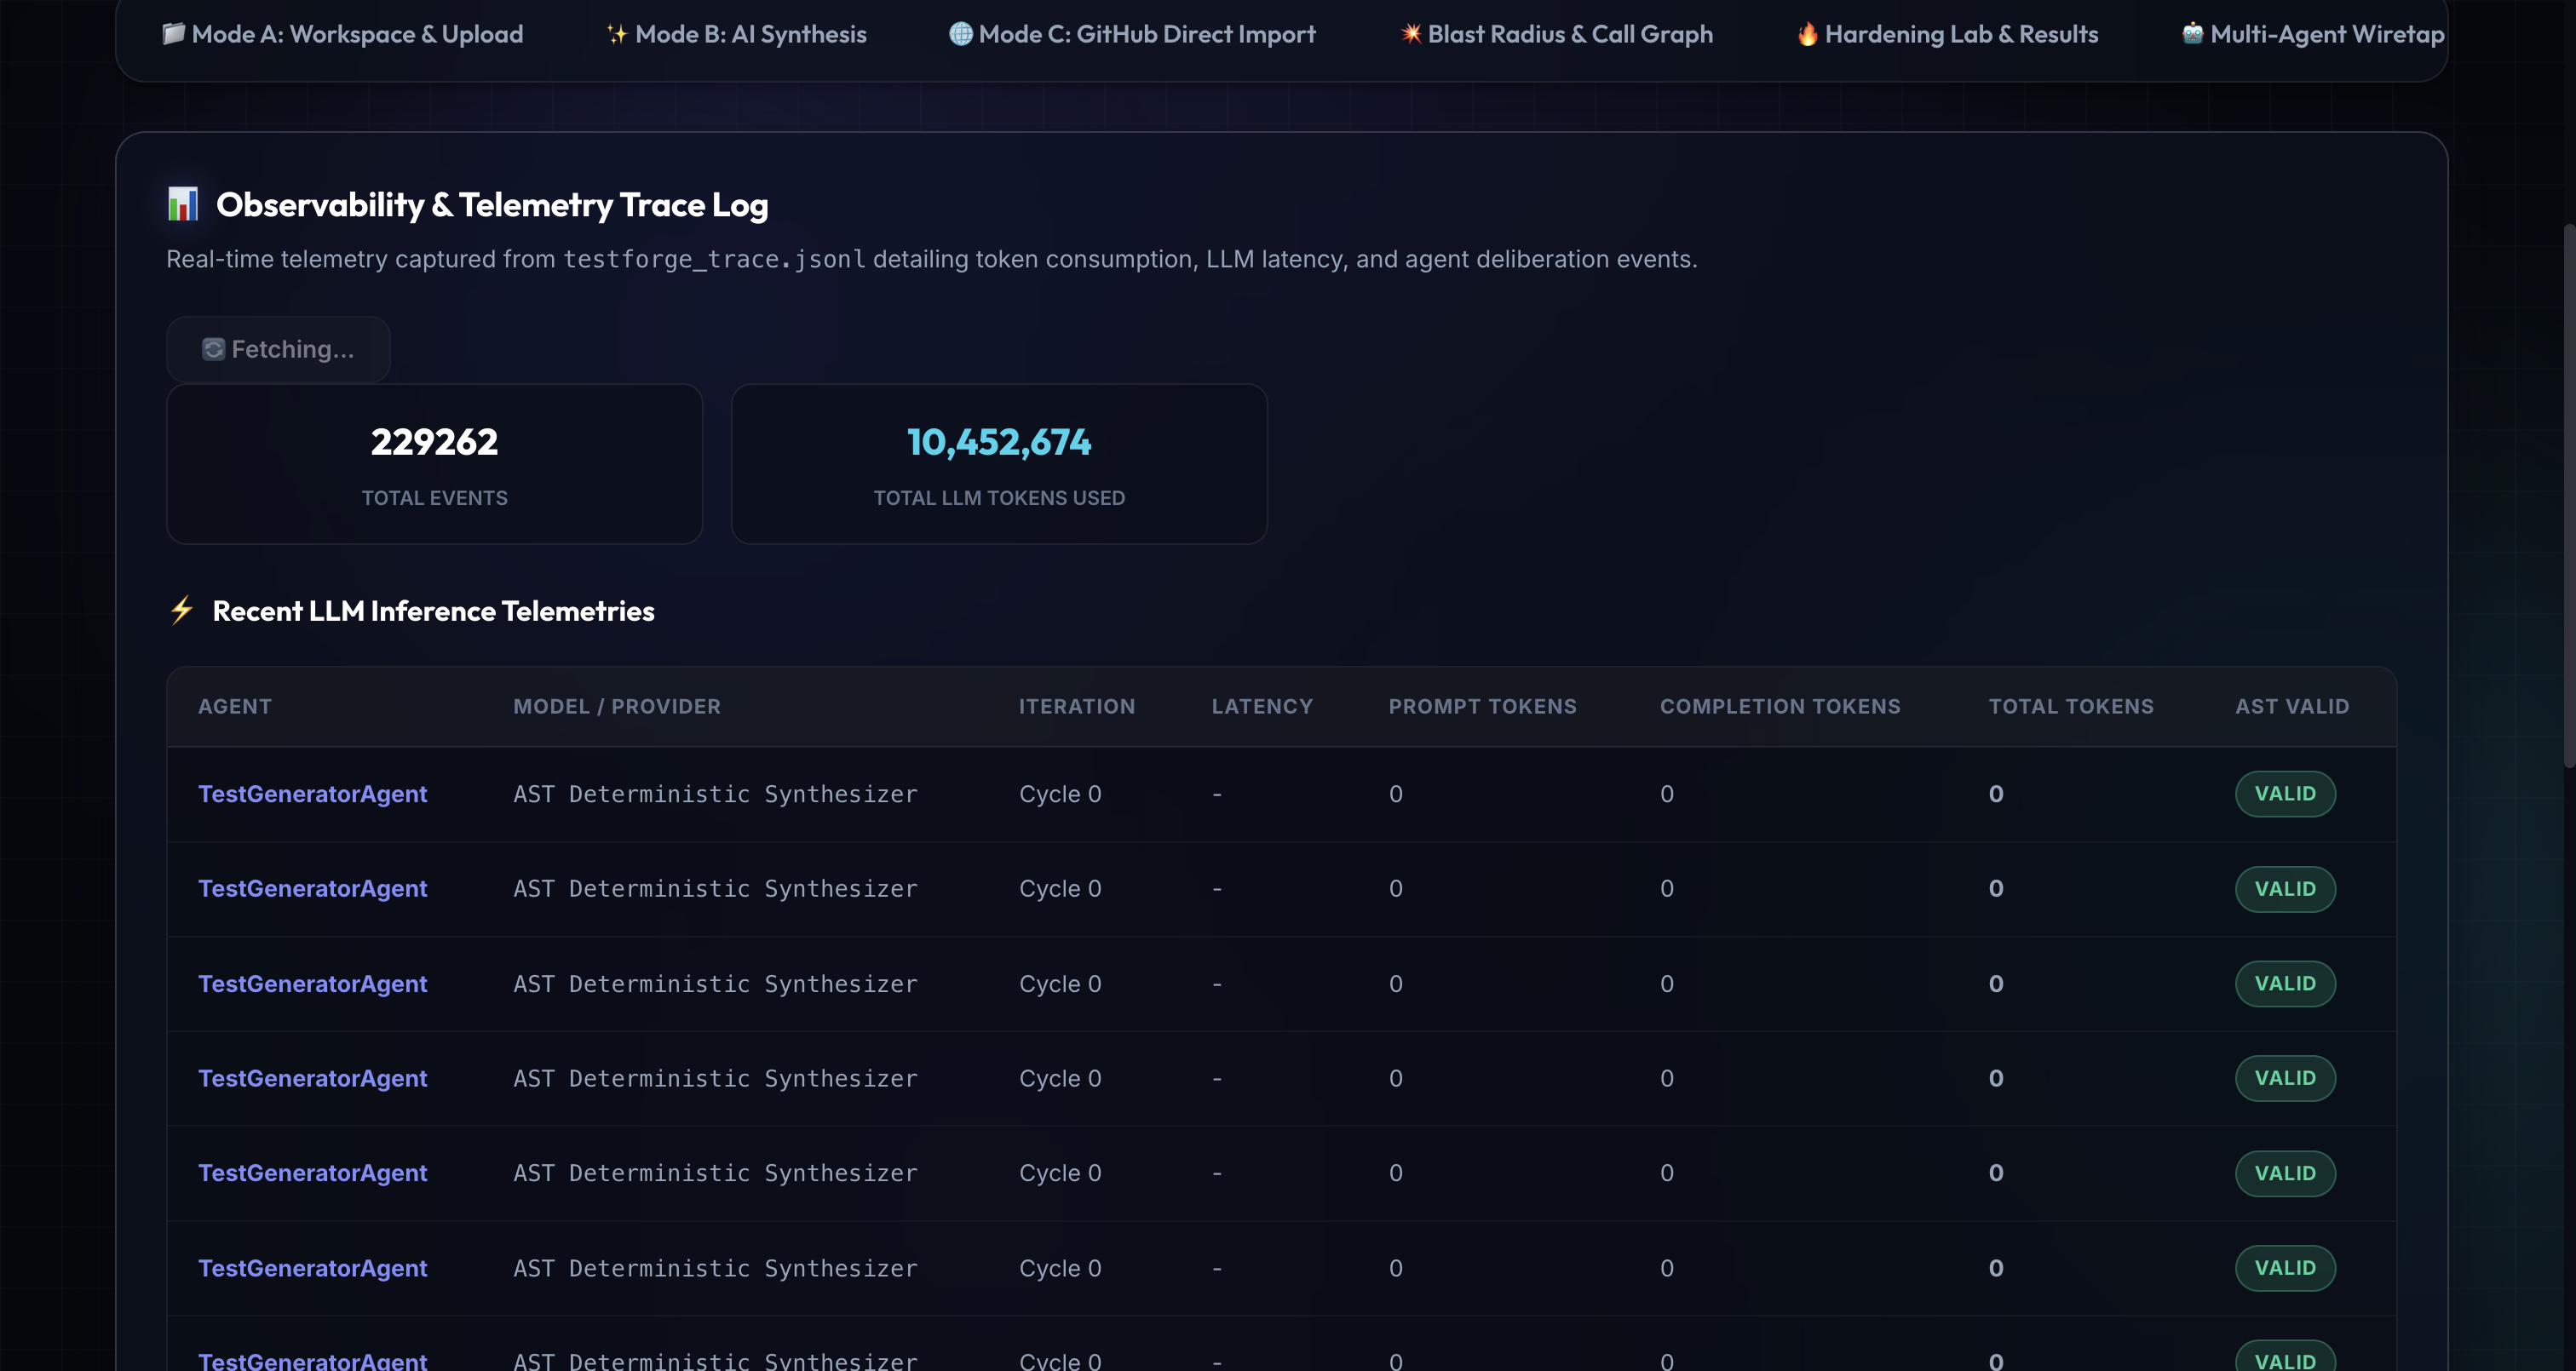 Mode A: Workspace & Upload
Mode B: AI Synthesis
Mode C: GitHub Direct Import
Blast Radius & Call Graph
Hardening Lab & Results
Multi-Agent Wiretap
Observability & Telemetry Trace Log
Real-time telemetry captured from testforge_trace.jsonl detailing token consumption, LLM latency, and agent deliberation events.
Fetching...
229262
TOTAL EVENTS
10,452,674
TOTAL LLM TOKENS USED
Recent LLM Inference Telemetries
AGENT MODEL / PROVIDER ITERATION LATENCY PROMPT TOKENS COMPLETION TOKENS TOTAL TOKENS AST VALID
TestGeneratorAgent AST Deterministic Synthesizer Cycle 0 - 0 0 0 VALID
TestGeneratorAgent AST Deterministic Synthesizer Cycle 0 - 0 0 0 VALID
TestGeneratorAgent AST Deterministic Synthesizer Cycle 0 - 0 0 0 VALID
TestGeneratorAgent AST Deterministic Synthesizer Cycle 0 - 0 0 0 VALID
TestGeneratorAgent AST Deterministic Synthesizer Cycle 0 - 0 0 0 VALID
TestGeneratorAgent AST Deterministic Synthesizer Cycle 0 - 0 0 0 VALID
TestGeneratorAgent AST Deterministic Synthesizer Cycle 0 - 0 0 0 VALID